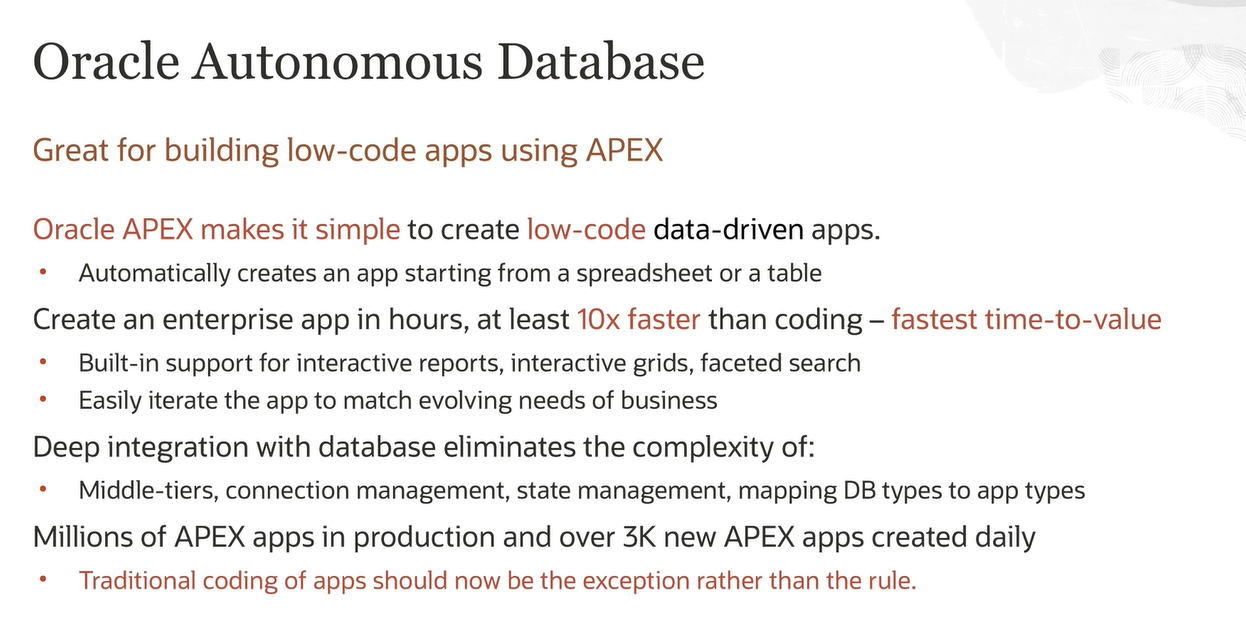 Oracle Autonomous Database
Great for building low-code apps using APEX
Oracle APEX makes it simple to create low-code data-driven apps.
• Automatically creates an app starting from a spreadsheet or a table
Create an enterprise app in hours, at least 10x faster than coding – fastest time-to-value
• Built-in support for interactive reports, interactive grids, faceted search
• Easily iterate the app to match evolving needs of business
Deep integration with database eliminates the complexity of:
• Middle-tiers, connection management, state management, mapping DB types to app types
Millions of APEX apps in production and over 3K new APEX apps created daily
• Traditional coding of apps should now be the exception rather than the rule.